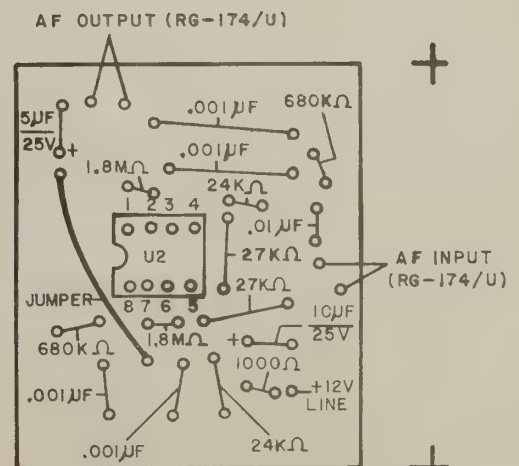 AF OUTPUT (RG-174/U)
5µF
25V
+
.001µF
680KΩ
.001µF
1.8MΩ
24KΩ
1 2 3 4
.01µF
U2
27KΩ
AF INPUT
(RG-174/U)
27KΩ
JUMPER
8 7 6 5
10µF
25V
+
680KΩ
1.8MΩ
1000Ω
+12V
LINE
.001µF
.001µF
24KΩ